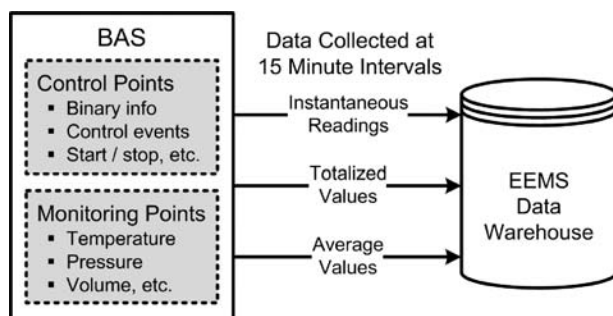 BAS
Control Points
▪ Binary info
▪ Control events
▪ Start / stop, etc.
Monitoring Points
▪ Temperature
▪ Pressure
▪ Volume, etc.
Data Collected at
15 Minute Intervals
Instantaneous
Readings
Totalized
Values
Average
Values
EEMS
Data
Warehouse